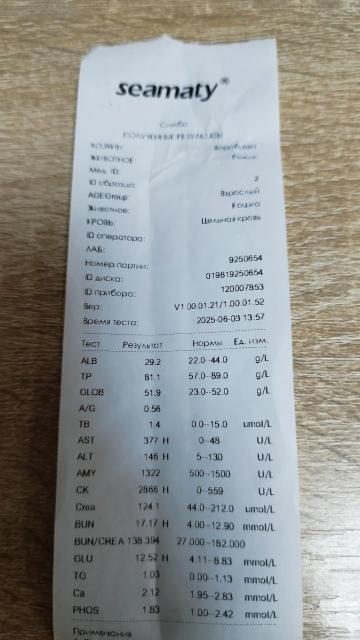 seamaty®
Симба
ПОЛУЧЕННЫЕ РЕЗУЛЬТАТЫ
ХОЗЯИН:
ЖИВОТНОЕ:
Мед. ID:
ID образца: 2
AGEGroup: Взрослый
Животное: Кошка
КРОВЬ: Цельная кровь
ID оператора:
ЛАБ:
Номер партии: 9250654
ID диска: 019819250654
ID прибора: 120007853
Вер: V1.00.01.21/1.00.01.52
Время теста: 2025-06-03 13:57
Тест Результат Нормы Ед. изм.
ALB 29.2 22.0--44.0 g/L
TP 81.1 57.0--89.0 g/L
GLOB 51.9 23.0--52.0 g/L
A/G 0.56
TB 1.4 0.0--15.0 umol/L
AST 377 H 0--48 U/L
ALT 146 H 5--130 U/L
AMY 1322 500--1500 U/L
CK 2866 H 0--559 U/L
Crea 124.1 44.0--212.0 umol/L
BUN 17.17 H 4.00--12.90 mmol/L
BUN/CREA 138.394 27.000--182.000
GLU 12.52 H 4.11--8.83 mmol/L
TG 1.03 0.00--1.13 mmol/L
Ca 2.12 1.95--2.83 mmol/L
PHOS 1.83 1.00--2.42 mmol/L
Примечания